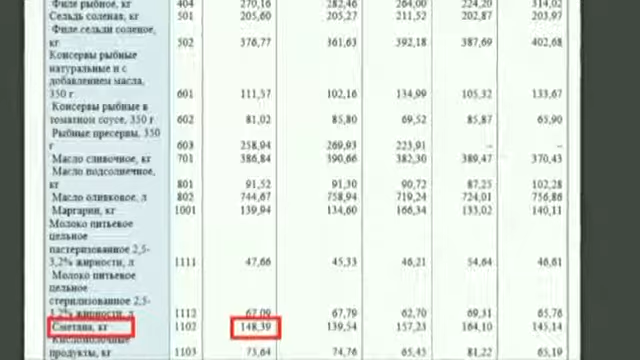 Филе рыбное, кг 404 270,16 282,46 264,00 224,20 314,02
Сельдь соленая, кг 501 205,60 205,27 211,52 202,87 203,97
Филе сельди соленое,
кг 502 376,77 361,63 392,18 387,69 402,68
Консервы рыбные
натуральные и с
добавлением масла,
350 г 601 111,37 102,16 134,99 105,32 133,67
Консервы рыбные в
томатном соусе, 350 г 602 81,02 85,80 69,52 85,87 65,90
Рыбные пресервы, 350
г 603 258,94 269,93 223,91 – –
Масло сливочное, кг 701 386,84 390,66 382,30 389,47 370,43
Масло подсолнечное,
кг 801 91,52 91,30 90,72 87,25 102,28
Масло оливковое, л 802 744,67 758,94 719,24 724,01 756,86
Маргарин, кг 1001 139,94 134,60 166,34 133,02 140,11
Молоко питьевое
цельное
пастеризованное 2,5-
3,2% жирности, л 1111 47,66 45,33 46,21 54,64 46,61
Молоко питьевое
цельное
стерилизованное 2,5-
3,2% жирности, л 1112 67,09 67,79 62,70 69,31 65,76
Сметана, кг 1102 148,39 139,54 157,23 164,10 145,14
Кисломолочные
продукты, кг 1103 73,64 74,76 65,45 81,22 63,19